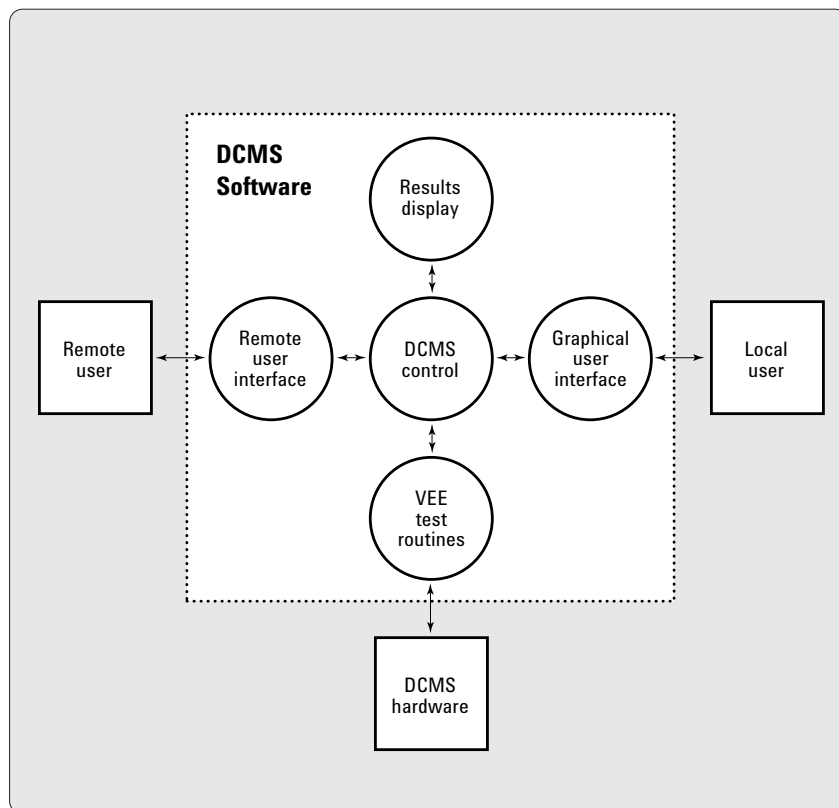 DCMS
Software
Results
display
Remote
user
Remote
user
interface
DCMS
control
Graphical
user
interface
Local
user
VEE
test
routines
DCMS
hardware